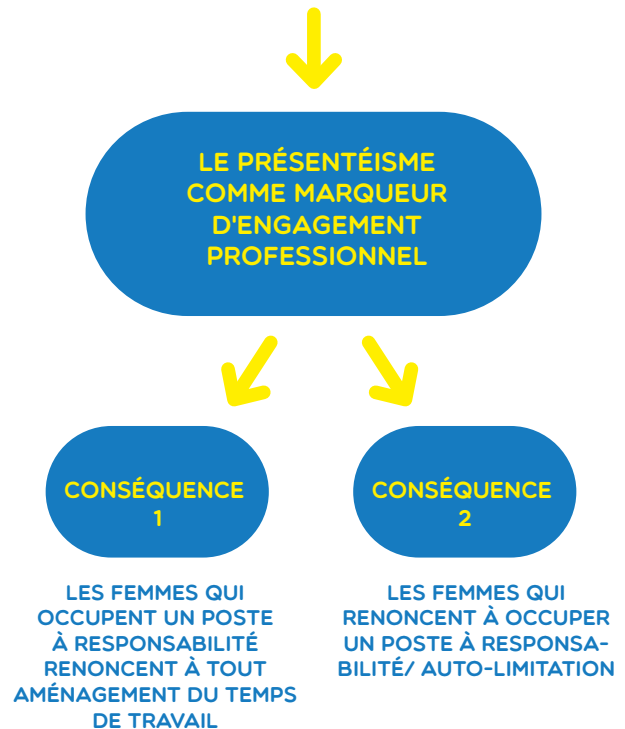 LE PRÉSENTÉISME
COMME MARQUEUR
D'ENGAGEMENT
PROFESSIONNEL
CONSÉQUENCE
1
LES FEMMES QUI
OCCUPENT UN POSTE
À RESPONSABILITÉ
RENONCENT À TOUT
AMÉNAGEMENT DU TEMPS
DE TRAVAIL
CONSÉQUENCE
2
LES FEMMES QUI
RENONCENT À OCCUPER
UN POSTE À RESPONSA-
BILITÉ/ AUTO-LIMITATION